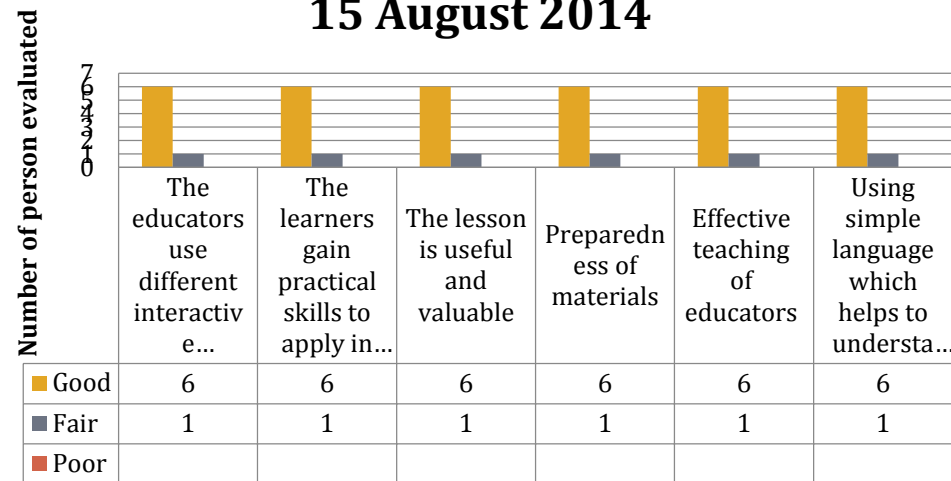 15 August 2014
Number of person evaluated
7
6
5
4
3
2
1
0
The
educators
use
different
interactiv
e...
The
learners
gain
practical
skills to
apply in...
The lesson
is useful
and
valuable
Preparedn
ess of
materials
Effective
teaching
of
educators
Using
simple
language
which
helps to
understa...
Good 6 6 6 6 6 6
Fair 1 1 1 1 1 1
Poor